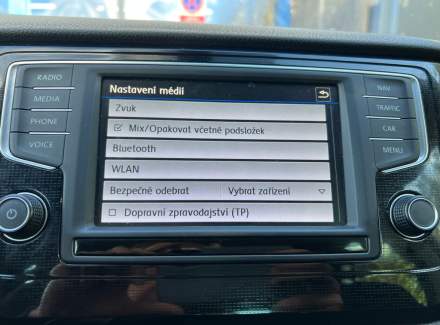 RADIO
MEDIA
PHONE
VOICE
Nastavení médií
Zvuk
Mix/Opakovat včetně podsložek
Bluetooth
WLAN
Bezpečně odebrat Vybrat zařízení
Dopravní zpravodajství (TP)
NAV
TRAFFIC
CAR
MENU